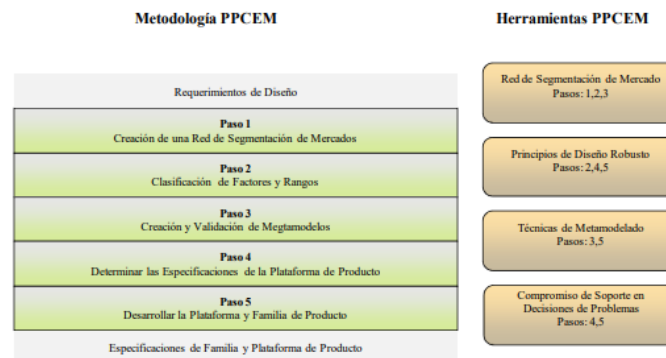 Metodología PPCEM
Requerimientos de Diseño
Paso 1
Creación de una Red de Segmentación de Mercados
Paso 2
Clasificación de Factores y Rangos
Paso 3
Creación y Validación de Megtamodelos
Paso 4
Determinar las Especificaciones de la Plataforma de Producto
Paso 5
Desarrollar la Plataforma y Familia de Producto
Especificaciones de Familia y Plataforma de Producto
Herramientas PPCEM
Red de Segmentación de Mercado
Pasos: 1,2,3
Principios de Diseño Robusto
Pasos: 2,4,5
Técnicas de Metamodelado
Pasos: 3,5
Compromiso de Soporte en
Decisiones de Problemas
Pasos: 4,5